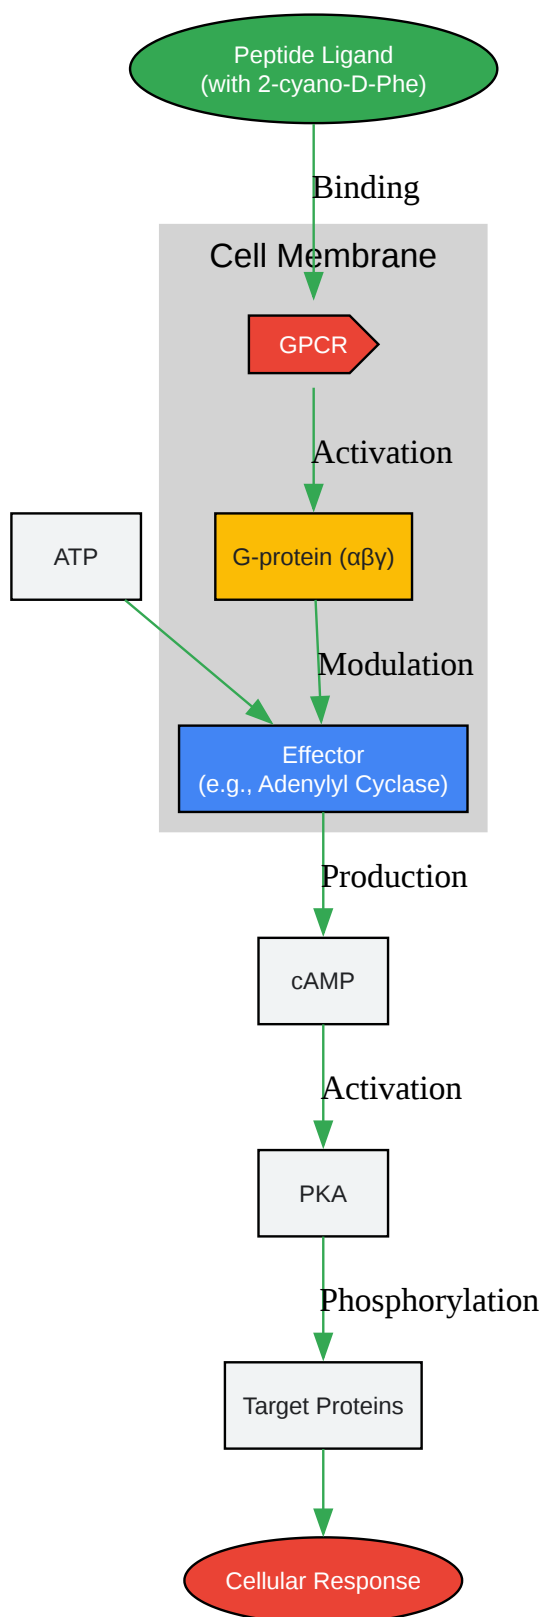 Peptide Ligand
(with 2-cyano-D-Phe)
Binding
Cell Membrane
GPCR
Activation
ATP
G-protein (αβγ)
Modulation
Effector
(e.g., Adenylyl Cyclase)
Production
cAMP
Activation
PKA
Phosphorylation
Target Proteins
Cellular Response